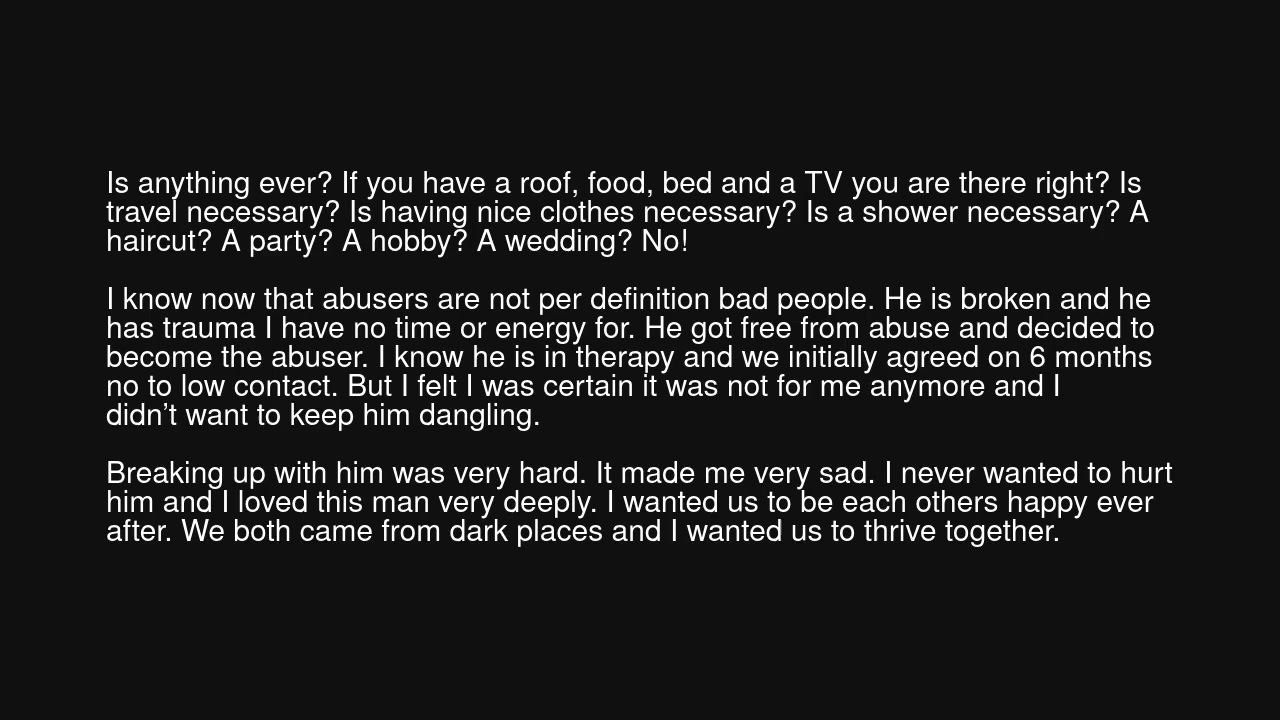 Is anything ever? If you have a roof, food, bed and a TV you are there right? Is
travel necessary? Is having nice clothes necessary? Is a shower necessary? A
haircut? A party? A hobby? A wedding? No!
I know now that abusers are not per definition bad people. He is broken and he
has trauma I have no time or energy for. He got free from abuse and decided to
become the abuser. I know he is in therapy and we initially agreed on 6 months
no to low contact. But I felt I was certain it was not for me anymore and I
didn’t want to keep him dangling.
Breaking up with him was very hard. It made me very sad. I never wanted to hurt
him and I loved this man very deeply. I wanted us to be each others happy ever
after. We both came from dark places and I wanted us to thrive together.